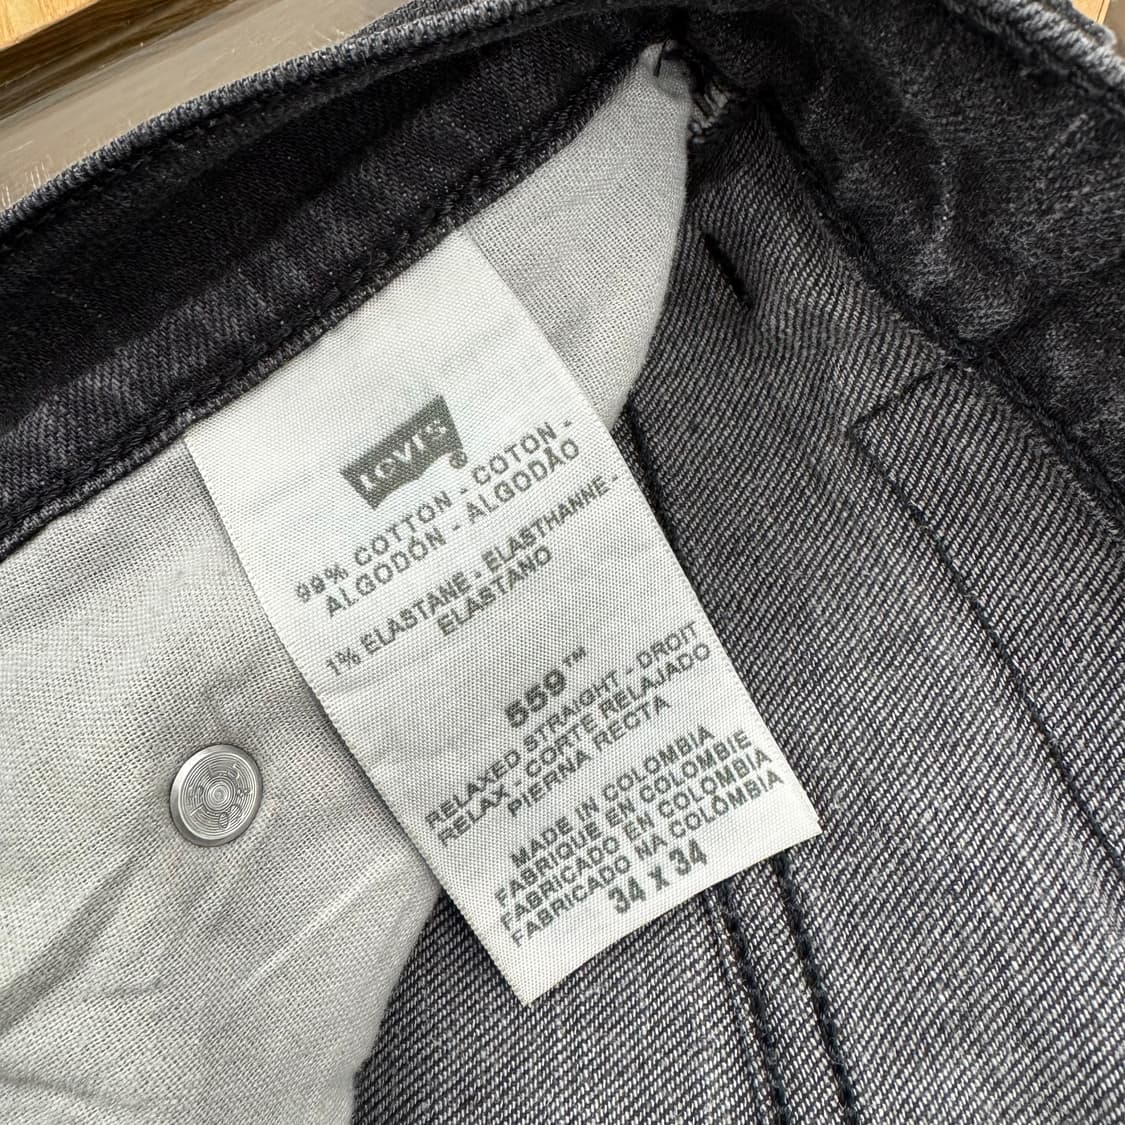 Levi's®
99% COTTON - COTON -
ALGODÓN - ALGODÃO
1% ELASTANE - ELASTHANNE -
ELASTANO
559™
RELAXED STRAIGHT - DROIT
RELAX - CORTE RELAJADO
PIERNA RECTA
MADE IN COLOMBIA
FABRIQUE EN COLOMBIE
FABRICADO EN COLOMBIA
FABRICADO NA COLÔMBIA
34 x 34